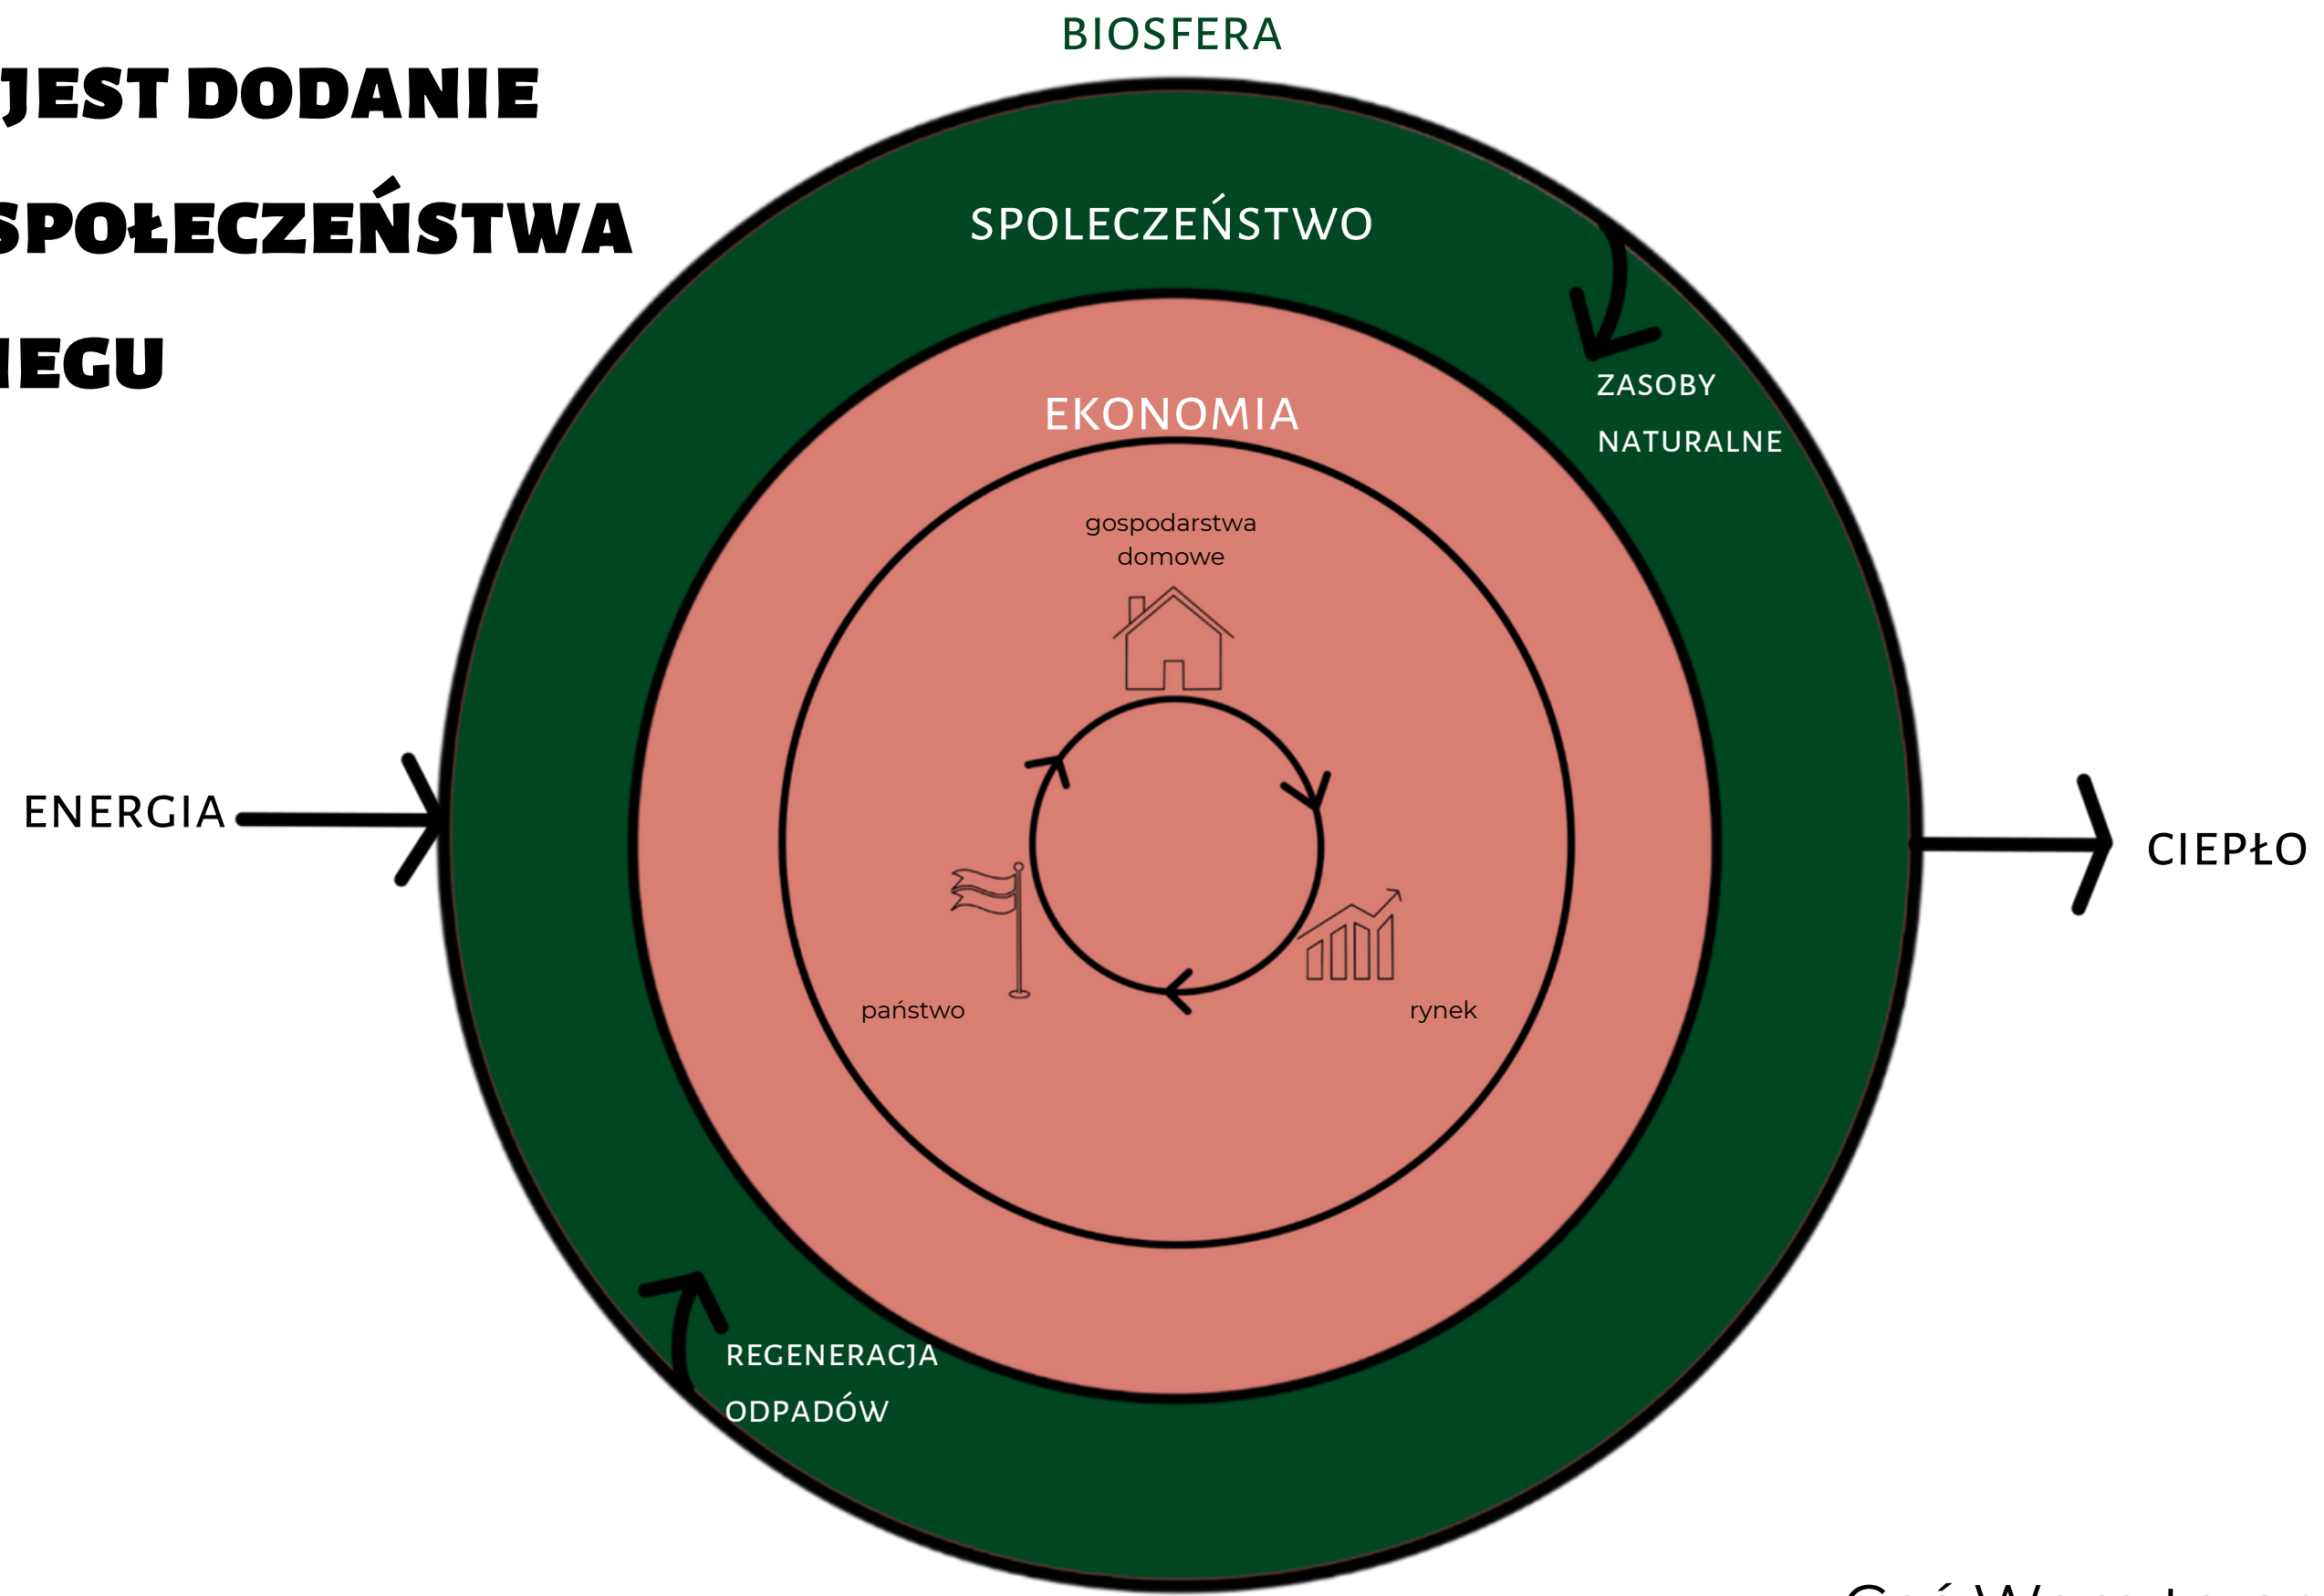 BIOSFERA
JEST DODANIE
SPOŁECZEŃSTWA
IEGU
SPOLECZEŃSTWO
ZASOBY
NATURALNE
EKONOMIA
gospodarstwa
domowe
ENERGIA
CIEPŁO
państwo
rynek
REGENERACJA
ODPADÓW